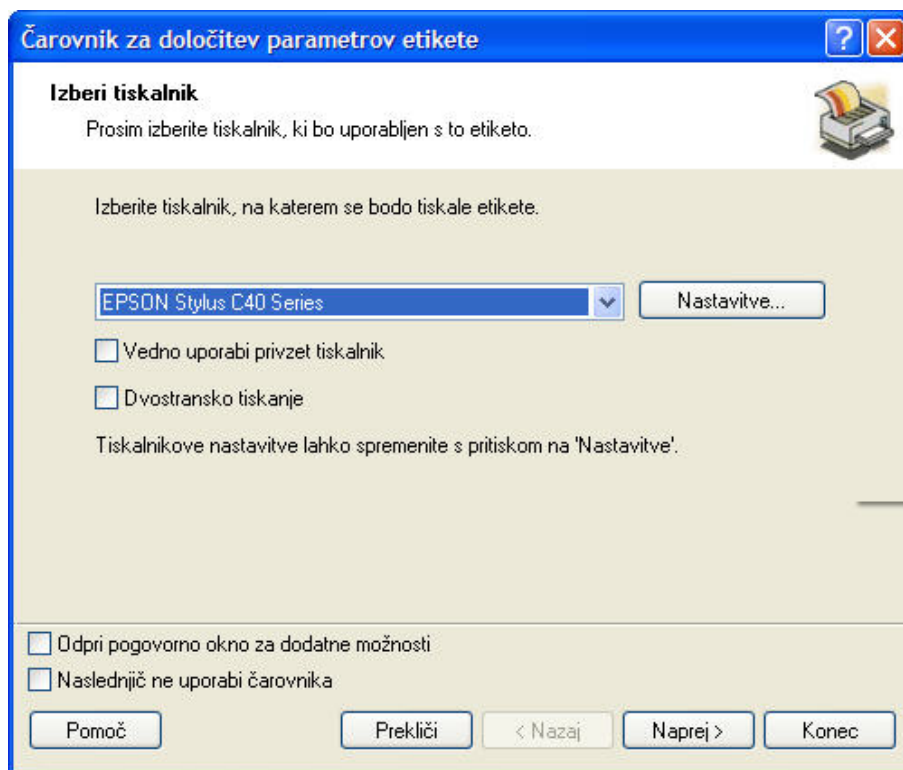 Čarovnik za določitev parametrov etikete
Izberi tiskalnik
Prosim izberite tiskalnik, ki bo uporabljen s to etiketo.
Izberite tiskalnik, na katerem se bodo tiskale etikete.
EPSON Stylus C40 Series
Nastavitve...
Vedno uporabi privzet tiskalnik
Dvostransko tiskanje
Tiskalnikove nastavitve lahko spremenite s pritiskom na 'Nastavitve'.
Odpri pogovorno okno za dodatne možnosti
Naslednjič ne uporabi čarovnika
Pomoč
Prekliči
< Nazaj
Naprej >
Konec